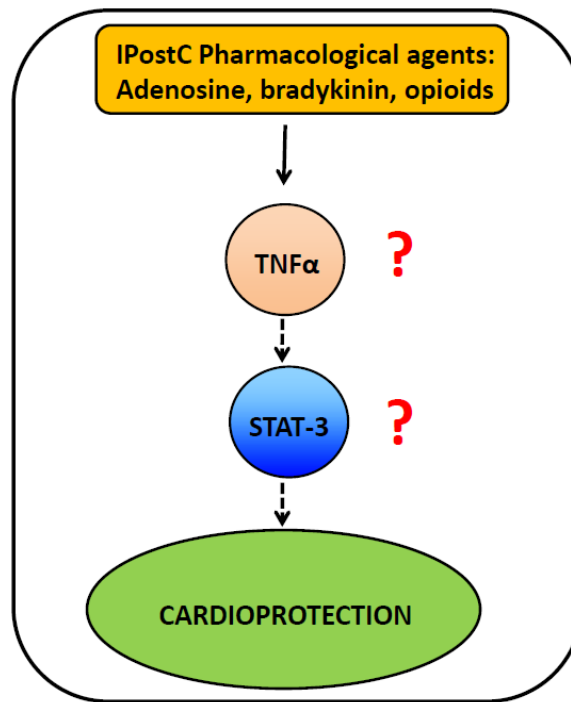 IPostC Pharmacological agents:
Adenosine, bradykinin, opioids
TNFα
?
STAT-3
?
CARDIOPROTECTION